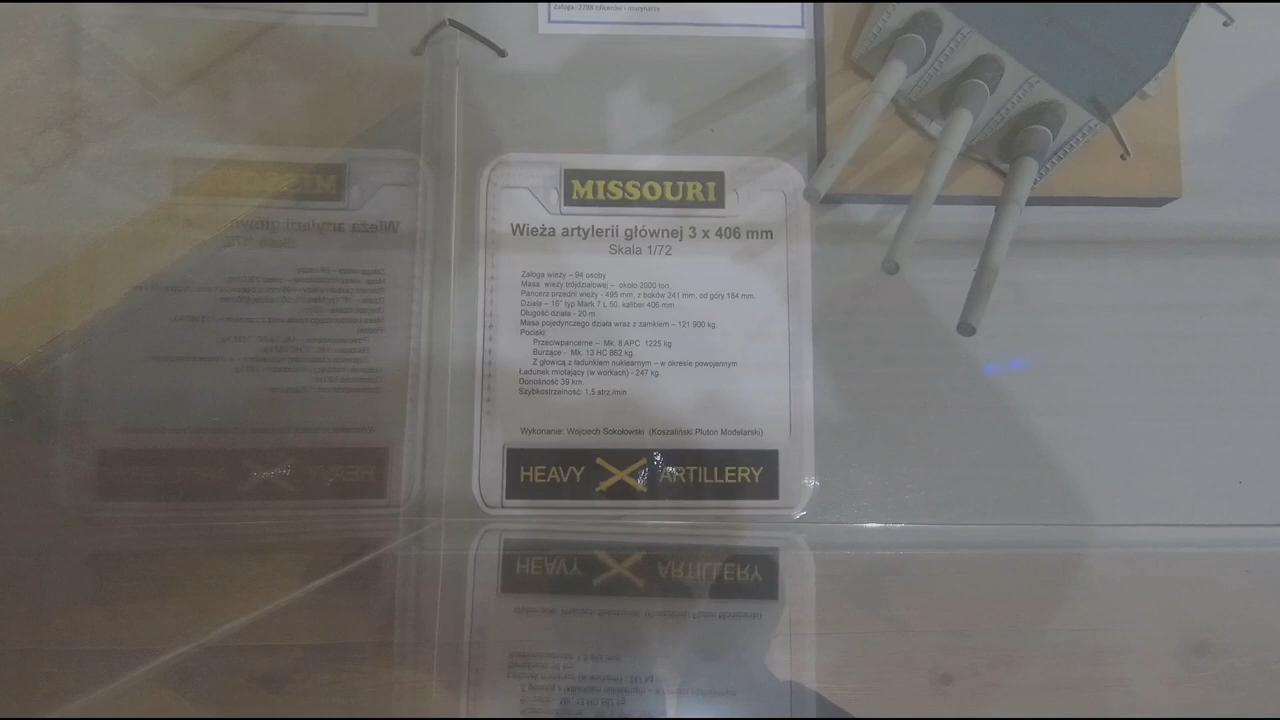 Załoga: 2788 oficerów i marynarzy
MISSOURI
Wieża artylerii głównej 3 x 406 mm
Skala 1/72
Załoga wieży – 94 osoby
Masa wieży trójdziałowej – około 2000 ton.
Pancerz przedni wieży - 495 mm, z boków 241 mm, od góry 184 mm.
Działa – 16" typ Mark 7 L 50, kaliber 406 mm
Długość działa - 20 m
Masa pojedynczego działa wraz z zamkiem – 121 900 kg.
Pociski:
Przeciwpancerne – Mk. 8 APC 1225 kg
Burzące - Mk. 13 HC 862 kg.
Z głowicą z ładunkiem nuklearnym – w okresie powojennym
Ładunek miotający (w workach) - 247 kg.
Donośność 39 km.
Szybkostrzelność: 1,5 strz./min
Wykonanie: Wojciech Sokołowski (Koszaliński Pluton Modelarski)
HEAVY ARTILLERY